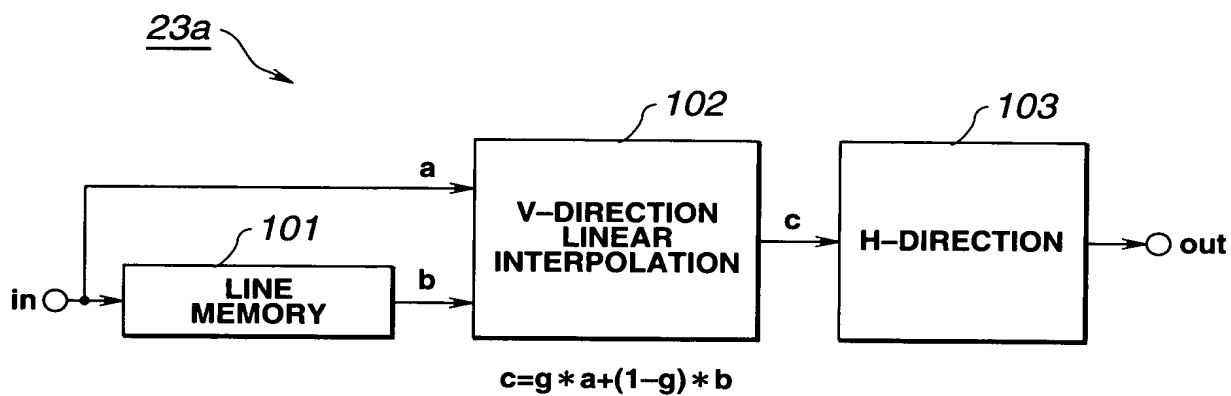 23a
102
103
a
V–DIRECTION
LINEAR
INTERPOLATION
c
H–DIRECTION
out
101
in
LINE
MEMORY
b
c=g*a+(1–g)*b